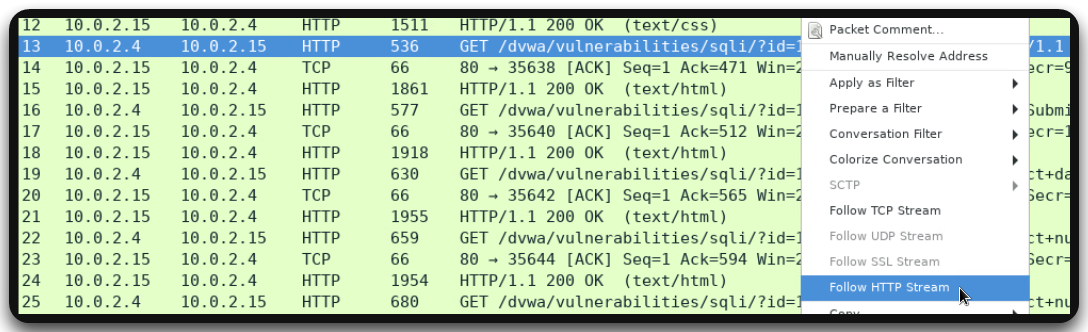 12 10.0.2.15 10.0.2.4 HTTP 1511 HTTP/1.1 200 OK (text/css)
13 10.0.2.4 10.0.2.15 HTTP 536 GET /dvwa/vulnerabilities/sqli/?id=1 /1.1
14 10.0.2.15 10.0.2.4 TCP 66 80 → 35638 [ACK] Seq=1 Ack=471 Win=2 ecr=9
15 10.0.2.15 10.0.2.4 HTTP 1861 HTTP/1.1 200 OK (text/html)
16 10.0.2.4 10.0.2.15 HTTP 577 GET /dvwa/vulnerabilities/sqli/?id=1 Submi
17 10.0.2.15 10.0.2.4 TCP 66 80 → 35640 [ACK] Seq=1 Ack=512 Win=2 ecr=1
18 10.0.2.15 10.0.2.4 HTTP 1918 HTTP/1.1 200 OK (text/html)
19 10.0.2.4 10.0.2.15 HTTP 630 GET /dvwa/vulnerabilities/sqli/?id=1 ct+da
20 10.0.2.15 10.0.2.4 TCP 66 80 → 35642 [ACK] Seq=1 Ack=565 Win=2 Secr=
21 10.0.2.15 10.0.2.4 HTTP 1955 HTTP/1.1 200 OK (text/html)
22 10.0.2.4 10.0.2.15 HTTP 659 GET /dvwa/vulnerabilities/sqli/?id=1 ct+nu
23 10.0.2.15 10.0.2.4 TCP 66 80 → 35644 [ACK] Seq=1 Ack=594 Win=2 Secr=
24 10.0.2.15 10.0.2.4 HTTP 1954 HTTP/1.1 200 OK (text/html)
25 10.0.2.4 10.0.2.15 HTTP 680 GET /dvwa/vulnerabilities/sqli/?id=1 ct+nu
Packet Comment...
Manually Resolve Address
Apply as Filter
Prepare a Filter
Conversation Filter
Colorize Conversation
SCTP
Follow TCP Stream
Follow UDP Stream
Follow SSL Stream
Follow HTTP Stream
Copy